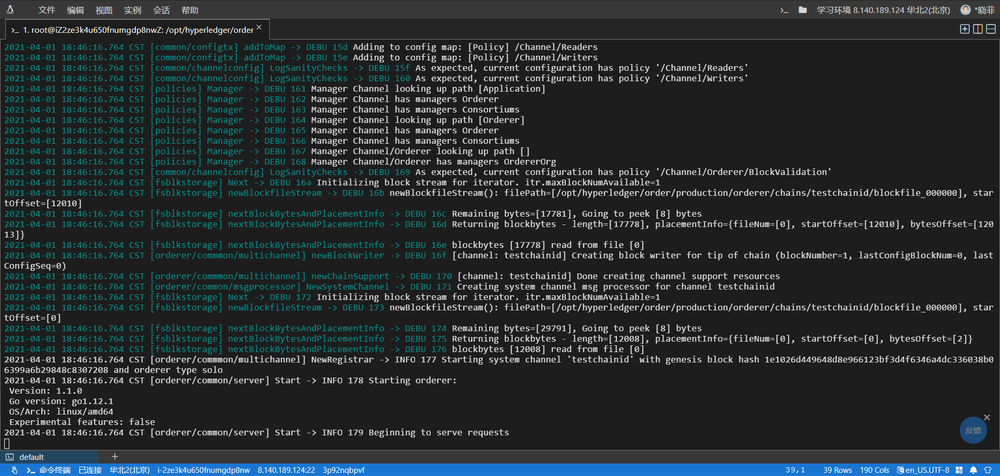 文件 编辑 视图 实例 会话 帮助 >_ 学习环境 8.140.189.124 华北2(北京) *晓菲
>_ 1. root@iZ2ze3k4u650fnumgdp8nwZ: /opt/hyperledger/order ×
2021-04-01 18:46:16.764 CST [common/configtx] addToMap -> DEBU 15d Adding to config map: [Policy] /Channel/Readers
2021-04-01 18:46:16.764 CST [common/configtx] addToMap -> DEBU 15e Adding to config map: [Policy] /Channel/Writers
2021-04-01 18:46:16.764 CST [common/channelconfig] LogSanityChecks -> DEBU 15f As expected, current configuration has policy '/Channel/Readers'
2021-04-01 18:46:16.764 CST [common/channelconfig] LogSanityChecks -> DEBU 160 As expected, current configuration has policy '/Channel/Writers'
2021-04-01 18:46:16.764 CST [policies] Manager -> DEBU 161 Manager Channel looking up path [Application]
2021-04-01 18:46:16.764 CST [policies] Manager -> DEBU 162 Manager Channel has managers Orderer
2021-04-01 18:46:16.764 CST [policies] Manager -> DEBU 163 Manager Channel has managers Consortiums
2021-04-01 18:46:16.764 CST [policies] Manager -> DEBU 164 Manager Channel looking up path [Orderer]
2021-04-01 18:46:16.764 CST [policies] Manager -> DEBU 165 Manager Channel has managers Orderer
2021-04-01 18:46:16.764 CST [policies] Manager -> DEBU 166 Manager Channel has managers Consortiums
2021-04-01 18:46:16.764 CST [policies] Manager -> DEBU 167 Manager Channel/Orderer looking up path []
2021-04-01 18:46:16.764 CST [policies] Manager -> DEBU 168 Manager Channel/Orderer has managers OrdererOrg
2021-04-01 18:46:16.764 CST [common/channelconfig] LogSanityChecks -> DEBU 169 As expected, current configuration has policy '/Channel/Orderer/BlockValidation'
2021-04-01 18:46:16.764 CST [fsblkstorage] Next -> DEBU 16a Initializing block stream for iterator. itr.maxBlockNumAvailable=1
2021-04-01 18:46:16.764 CST [fsblkstorage] newBlockfileStream -> DEBU 16b newBlockfileStream(): filePath=[/opt/hyperledger/order/production/orderer/chains/testchainid/blockfile_000000], star
tOffset=[12010]
2021-04-01 18:46:16.764 CST [fsblkstorage] nextBlockBytesAndPlacementInfo -> DEBU 16c Remaining bytes=[17781], Going to peek [8] bytes
2021-04-01 18:46:16.764 CST [fsblkstorage] nextBlockBytesAndPlacementInfo -> DEBU 16d Returning blockbytes - length=[17778], placementInfo={fileNum=[0], startOffset=[12010], bytesOffset=[120
13]}
2021-04-01 18:46:16.764 CST [fsblkstorage] nextBlockBytesAndPlacementInfo -> DEBU 16e blockbytes [17778] read from file [0]
2021-04-01 18:46:16.764 CST [orderer/commmon/multichannel] newBlockWriter -> DEBU 16f [channel: testchainid] Creating block writer for tip of chain (blockNumber=1, lastConfigBlockNum=0, last
ConfigSeq=0)
2021-04-01 18:46:16.764 CST [orderer/commmon/multichannel] newChainSupport -> DEBU 170 [channel: testchainid] Done creating channel support resources
2021-04-01 18:46:16.764 CST [orderer/common/msgprocessor] NewSystemChannel -> DEBU 171 Creating system channel msg processor for channel testchainid
2021-04-01 18:46:16.764 CST [fsblkstorage] Next -> DEBU 172 Initializing block stream for iterator. itr.maxBlockNumAvailable=1
2021-04-01 18:46:16.764 CST [fsblkstorage] newBlockfileStream -> DEBU 173 newBlockfileStream(): filePath=[/opt/hyperledger/order/production/orderer/chains/testchainid/blockfile_000000], star
tOffset=[0]
2021-04-01 18:46:16.764 CST [fsblkstorage] nextBlockBytesAndPlacementInfo -> DEBU 174 Remaining bytes=[29791], Going to peek [8] bytes
2021-04-01 18:46:16.764 CST [fsblkstorage] nextBlockBytesAndPlacementInfo -> DEBU 175 Returning blockbytes - length=[12008], placementInfo={fileNum=[0], startOffset=[0], bytesOffset=[2]}
2021-04-01 18:46:16.764 CST [fsblkstorage] nextBlockBytesAndPlacementInfo -> DEBU 176 blockbytes [12008] read from file [0]
2021-04-01 18:46:16.764 CST [orderer/commmon/multichannel] NewRegistrar -> INFO 177 Starting system channel 'testchainid' with genesis block hash 1e1026d449648d8e966123bf3d4f6346a4dc336038b0
6399a6b29848c8307208 and orderer type solo
2021-04-01 18:46:16.764 CST [orderer/common/server] Start -> INFO 178 Starting orderer:
Version: 1.1.0
Go version: go1.12.1
OS/Arch: linux/amd64
Experimental features: false
2021-04-01 18:46:16.764 CST [orderer/common/server] Start -> INFO 179 Beginning to serve requests
反馈
default +
>_ 命令终端 已连接 华北2(北京) i-2ze3k4u650fnumgdp8nw 8.140.189.124:22 3p92nqbpvf 39,1 39 Rows 190 Cols en_US.UTF-8